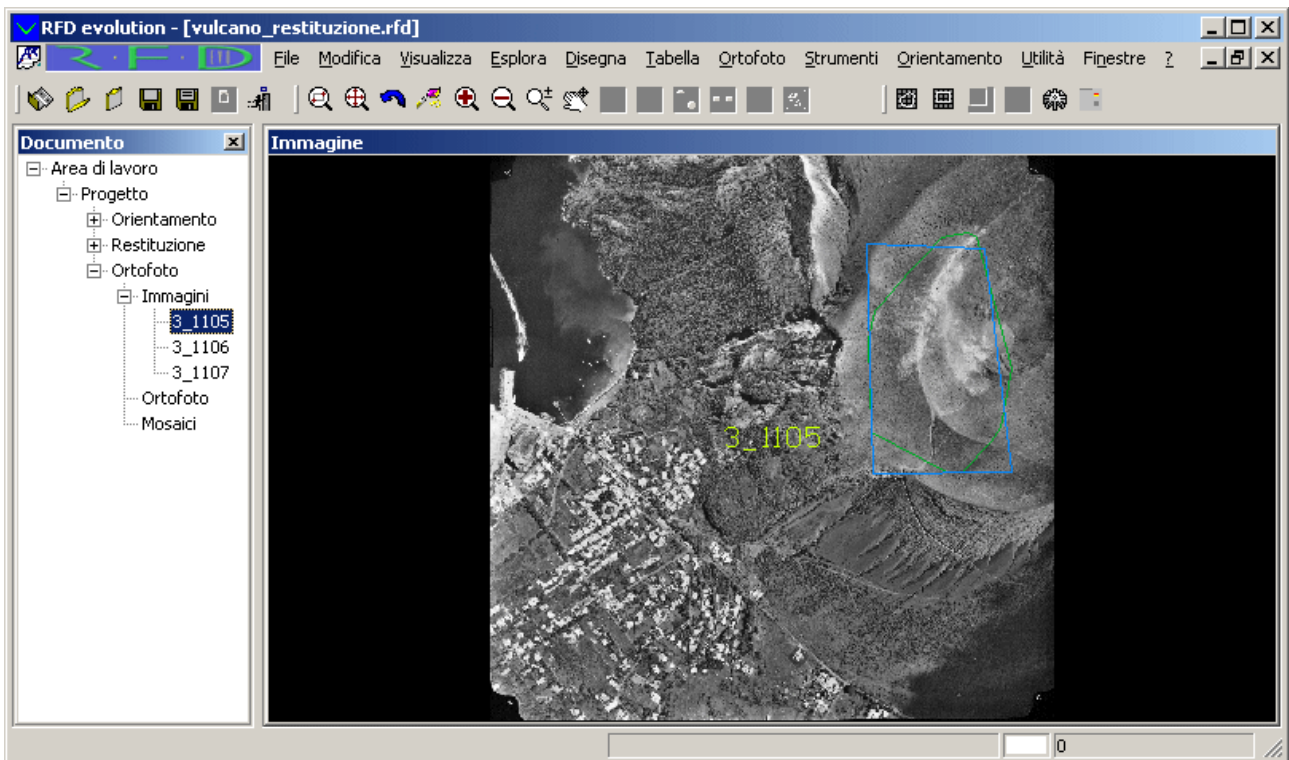 RFD evolution - [vulcano_restituzione.rfd]
R · F · D File Modifica Visualizza Esplora Disegna Tabella Ortofoto Strumenti Orientamento Utilità Finestre ?
Documento
Area di lavoro
Progetto
Orientamento
Restituzione
Ortofoto
Immagini
3_1105
3_1106
3_1107
Ortofoto
Mosaici
Immagine
3_1105
0